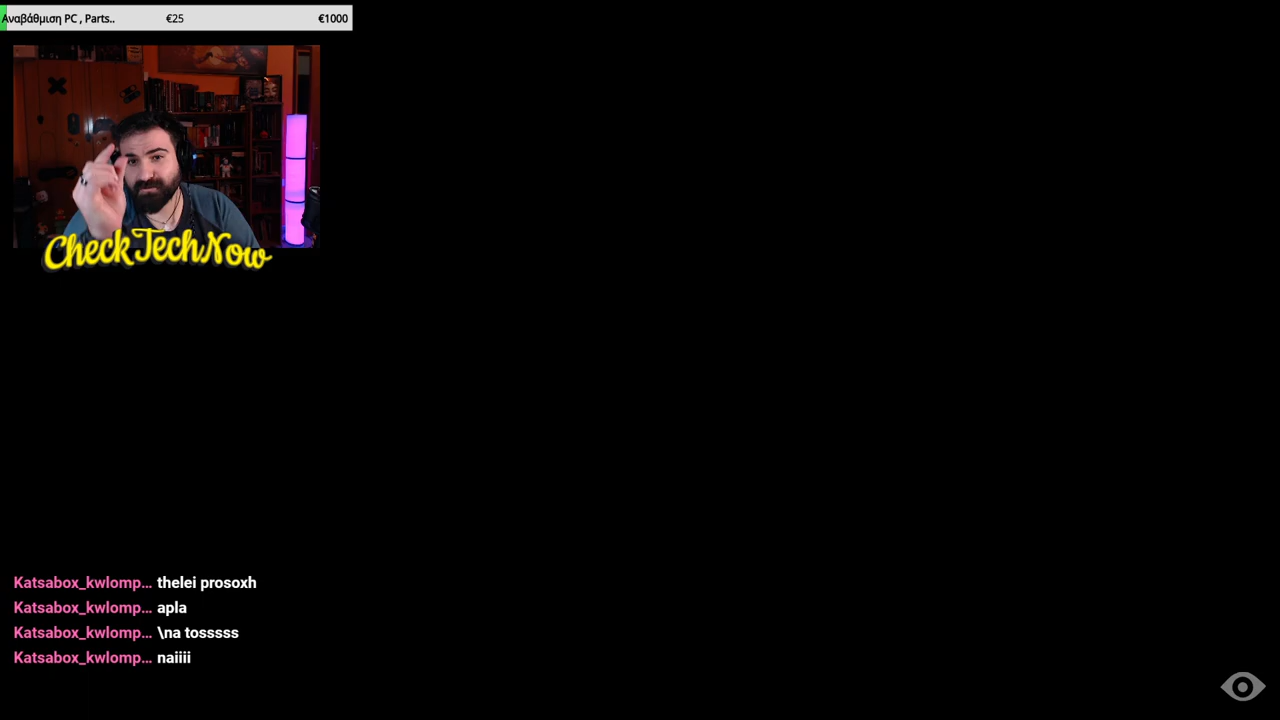 Αναβάθμιση PC , Parts.. €25 €1000
CheckTechNow
Katsabox_kwlomp... thelei prosoxh
Katsabox_kwlomp... apla
Katsabox_kwlomp... \na tosssss
Katsabox_kwlomp... naiiii